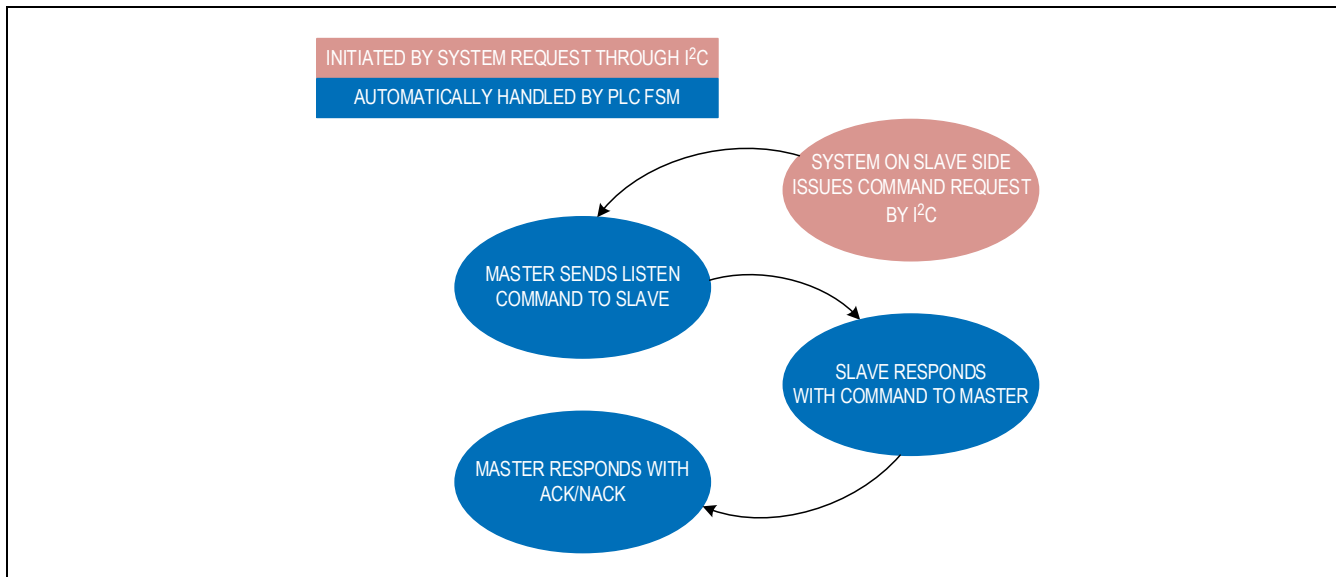 INITIATED BY SYSTEM REQUEST THROUGH I²C
AUTOMATICALLY HANDLED BY PLC FSM
SYSTEM ON SLAVE SIDE
ISSUES COMMAND REQUEST
BY I²C
MASTER SENDS LISTEN
COMMAND TO SLAVE
SLAVE RESPONDS
WITH COMMAND TO MASTER
MASTER RESPONDS WITH
ACK/NACK